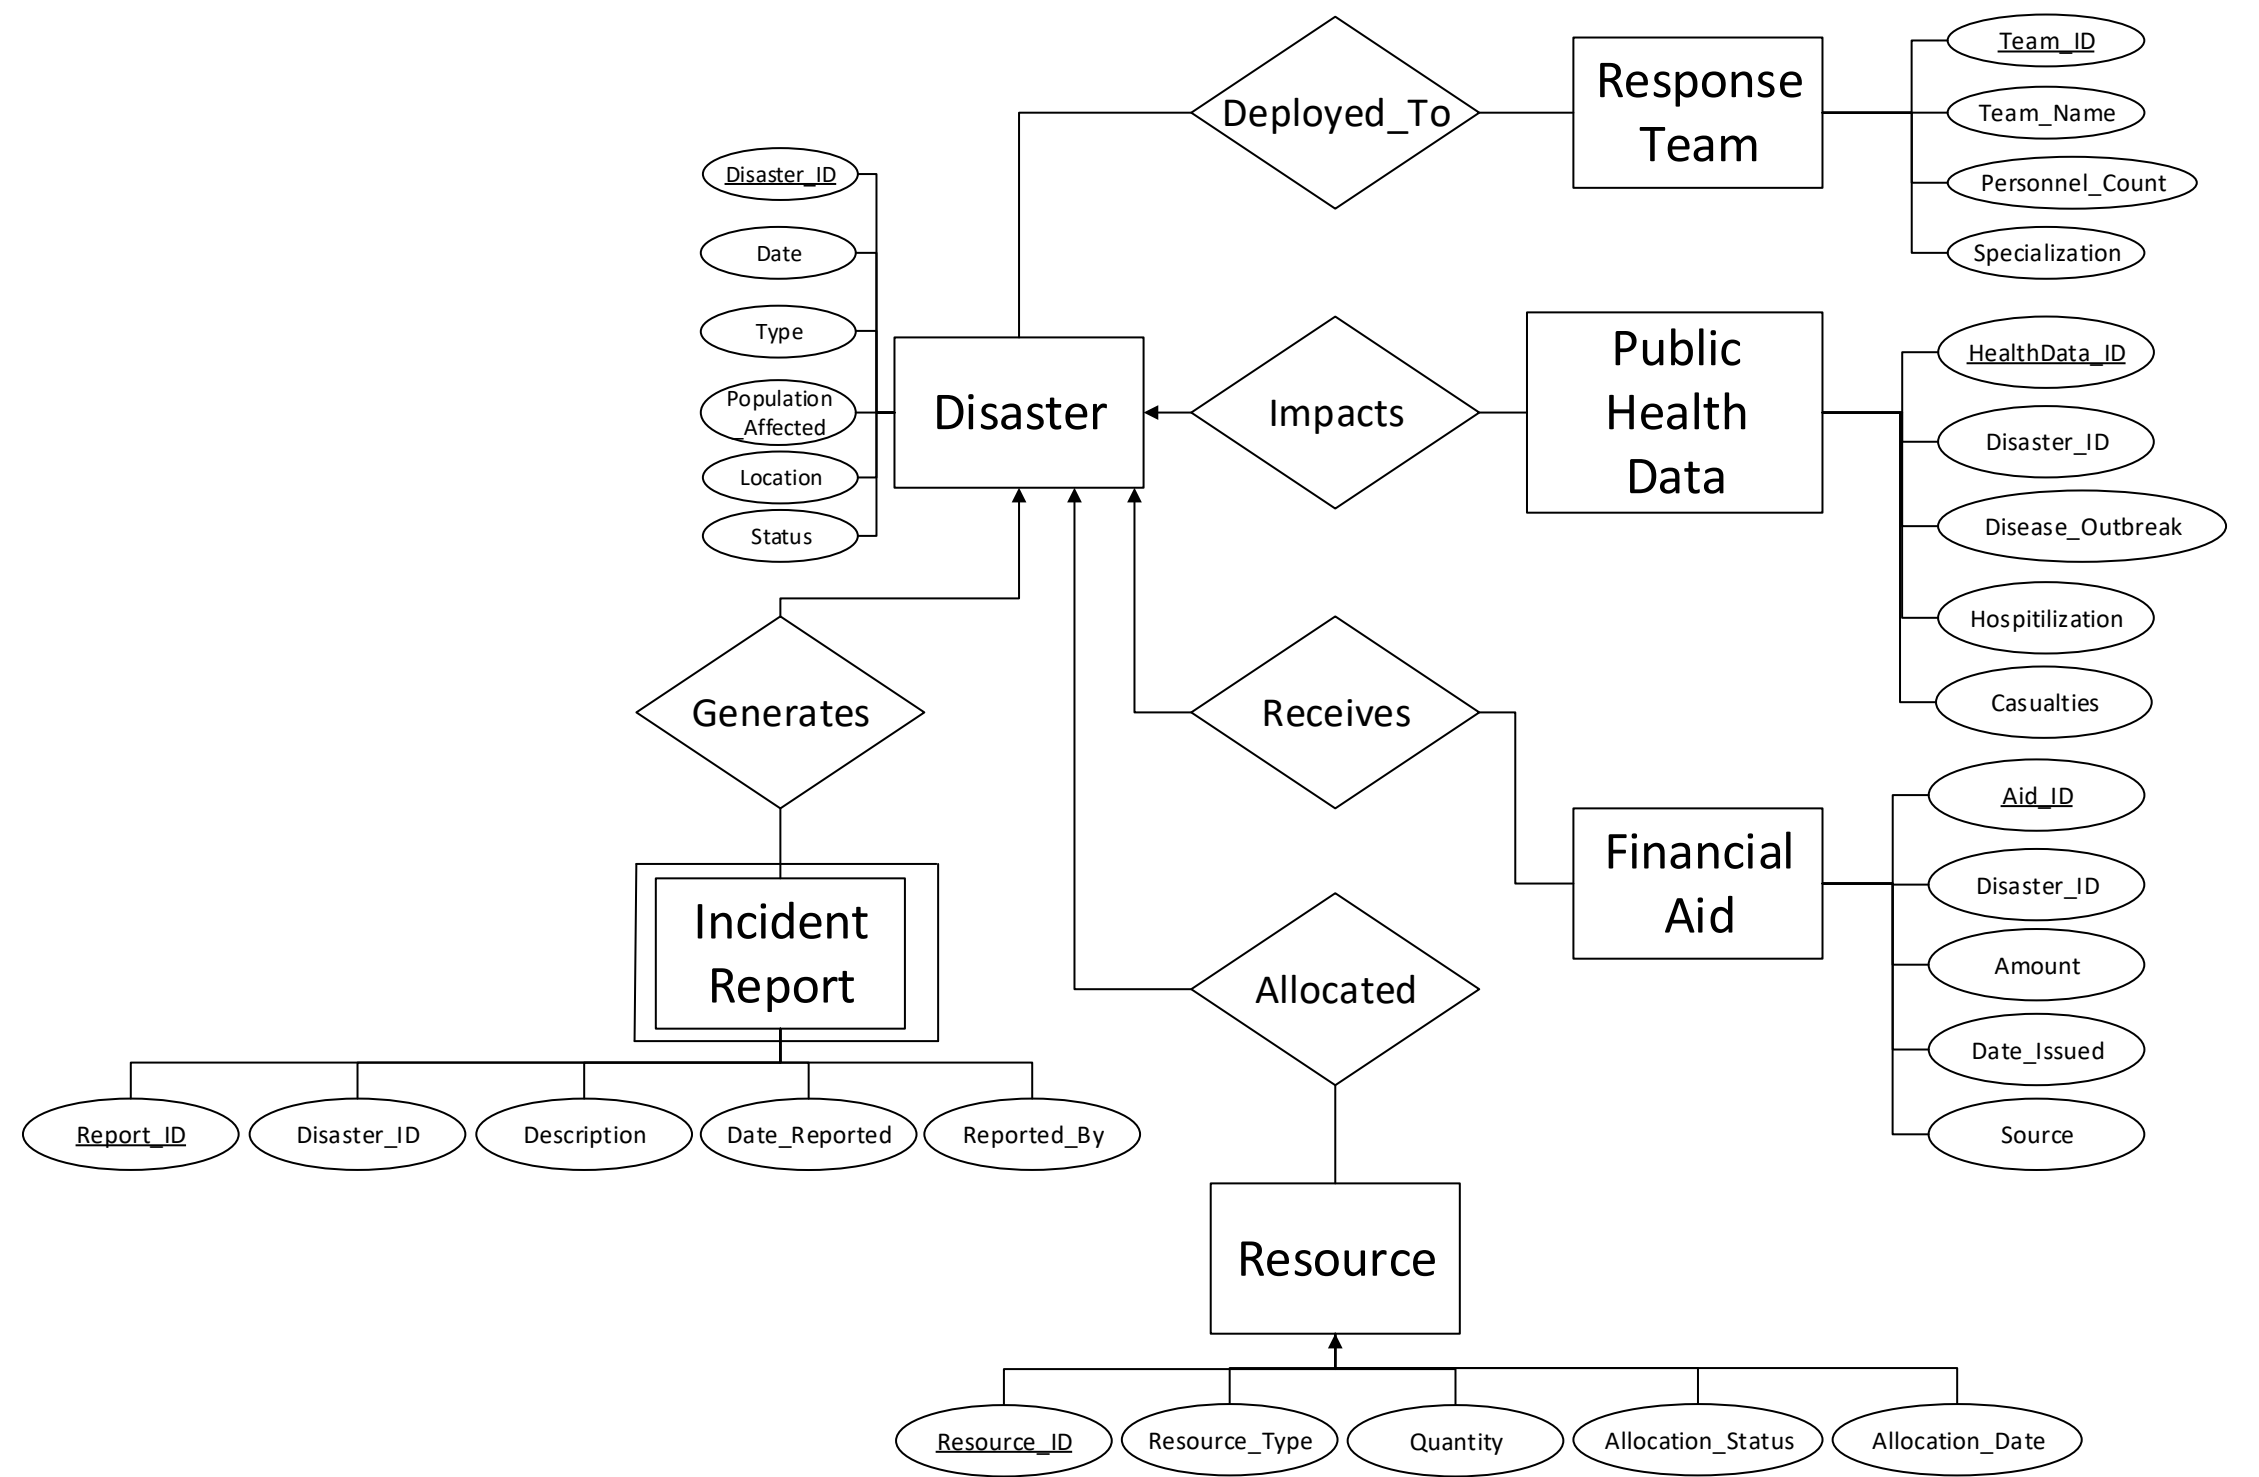 Deployed_To
Response
Team
Team_ID
Team_Name
Personnel_Count
Specialization
Disaster_ID
Date
Type
Population
_Affected
Location
Status
Disaster
Impacts
Public
Health
Data
HealthData_ID
Disaster_ID
Disease_Outbreak
Hospitilization
Casualties
Generates
Receives
Financial
Aid
Aid_ID
Disaster_ID
Amount
Date_Issued
Source
Incident
Report
Allocated
Report_ID
Disaster_ID
Description
Date_Reported
Reported_By
Resource
Resource_ID
Resource_Type
Quantity
Allocation_Status
Allocation_Date